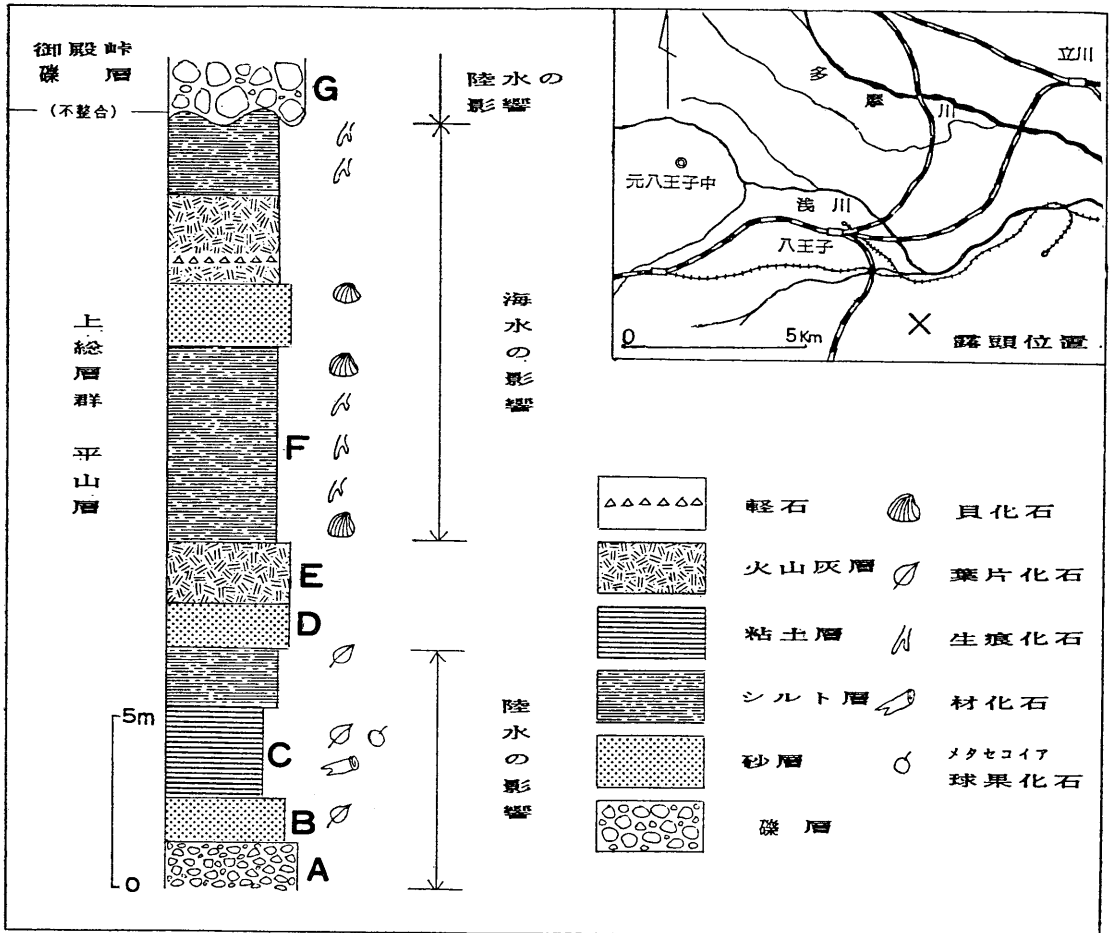 御殿峠
礫層
(不整合)
G
陸水の
影響
上総層群 平山層
F
海水の影響
E
D
C
B
A
陸水の影響
5m
0
立川
多摩川
元八王子中
浅川
八王子
0
5Km
露頭位置
軽石
貝化石
火山灰層
葉片化石
粘土層
生痕化石
シルト層
材化石
砂層
メタセコイア
球果化石
礫層